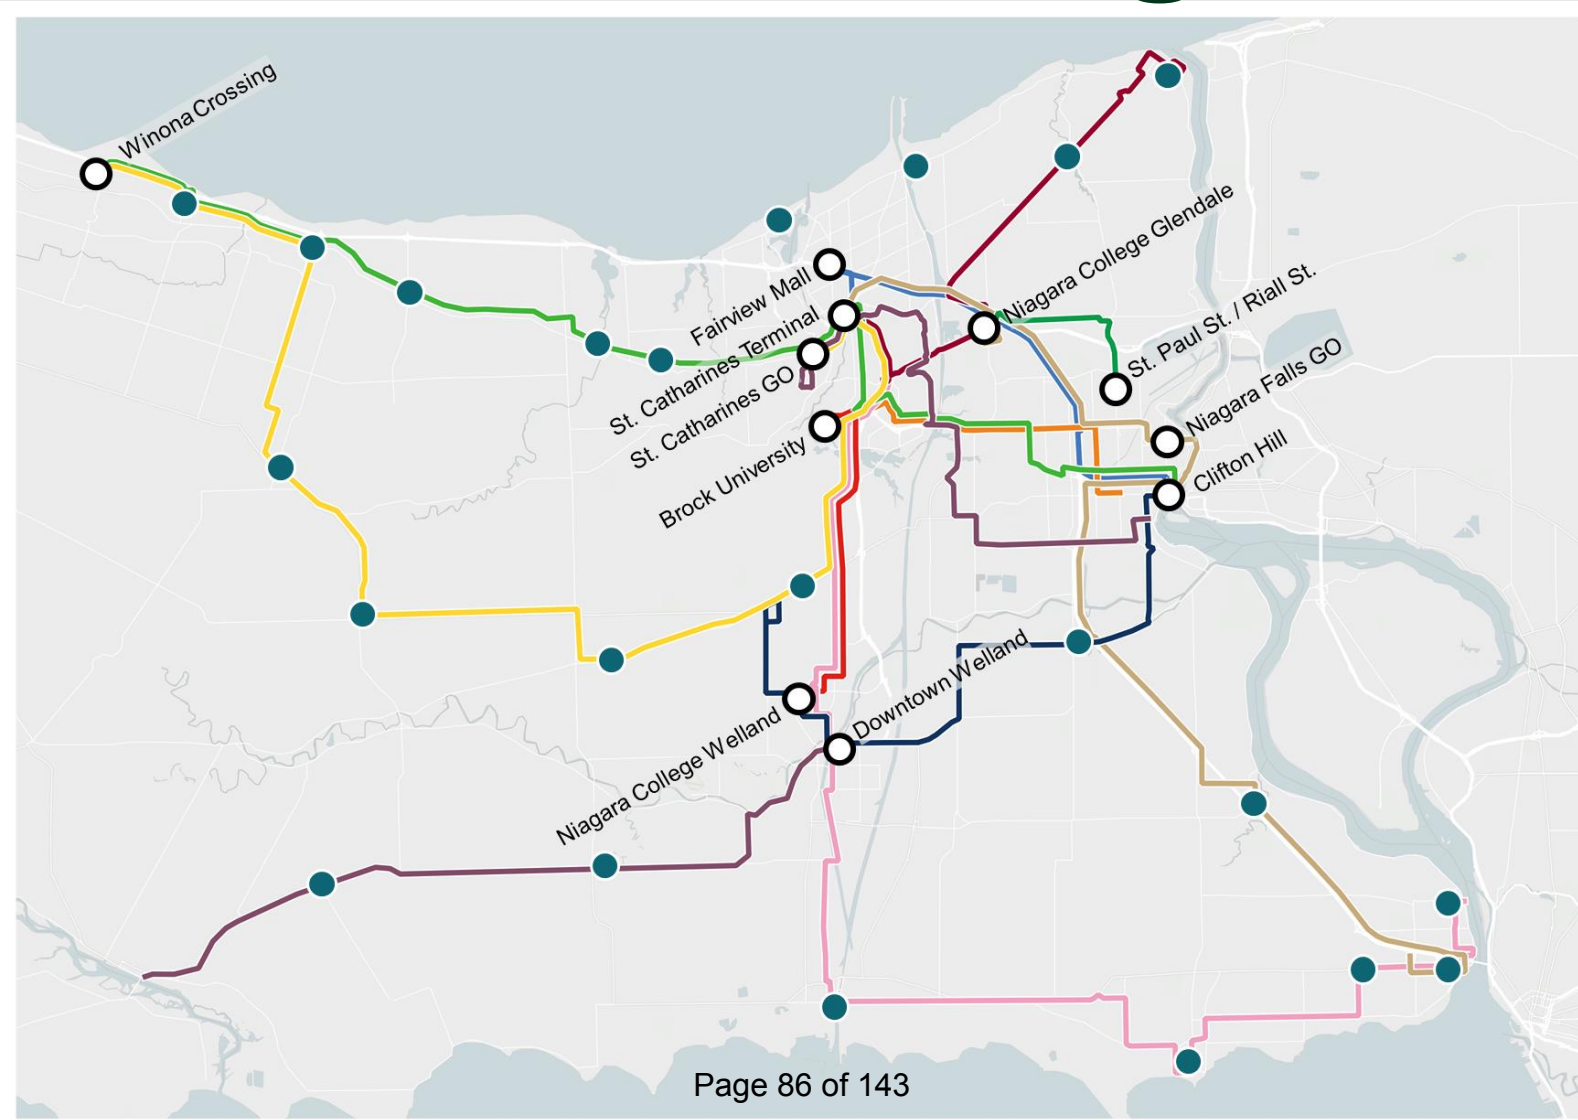 Winona Crossing
Niagara College Glendale
Fairview Mall
St. Catharines Terminal
St. Paul St. / Riall St.
St. Catharines GO
Niagara Falls GO
Brock University
Clifton Hill
Downtown Welland
Niagara College Welland
Page 86 of 143